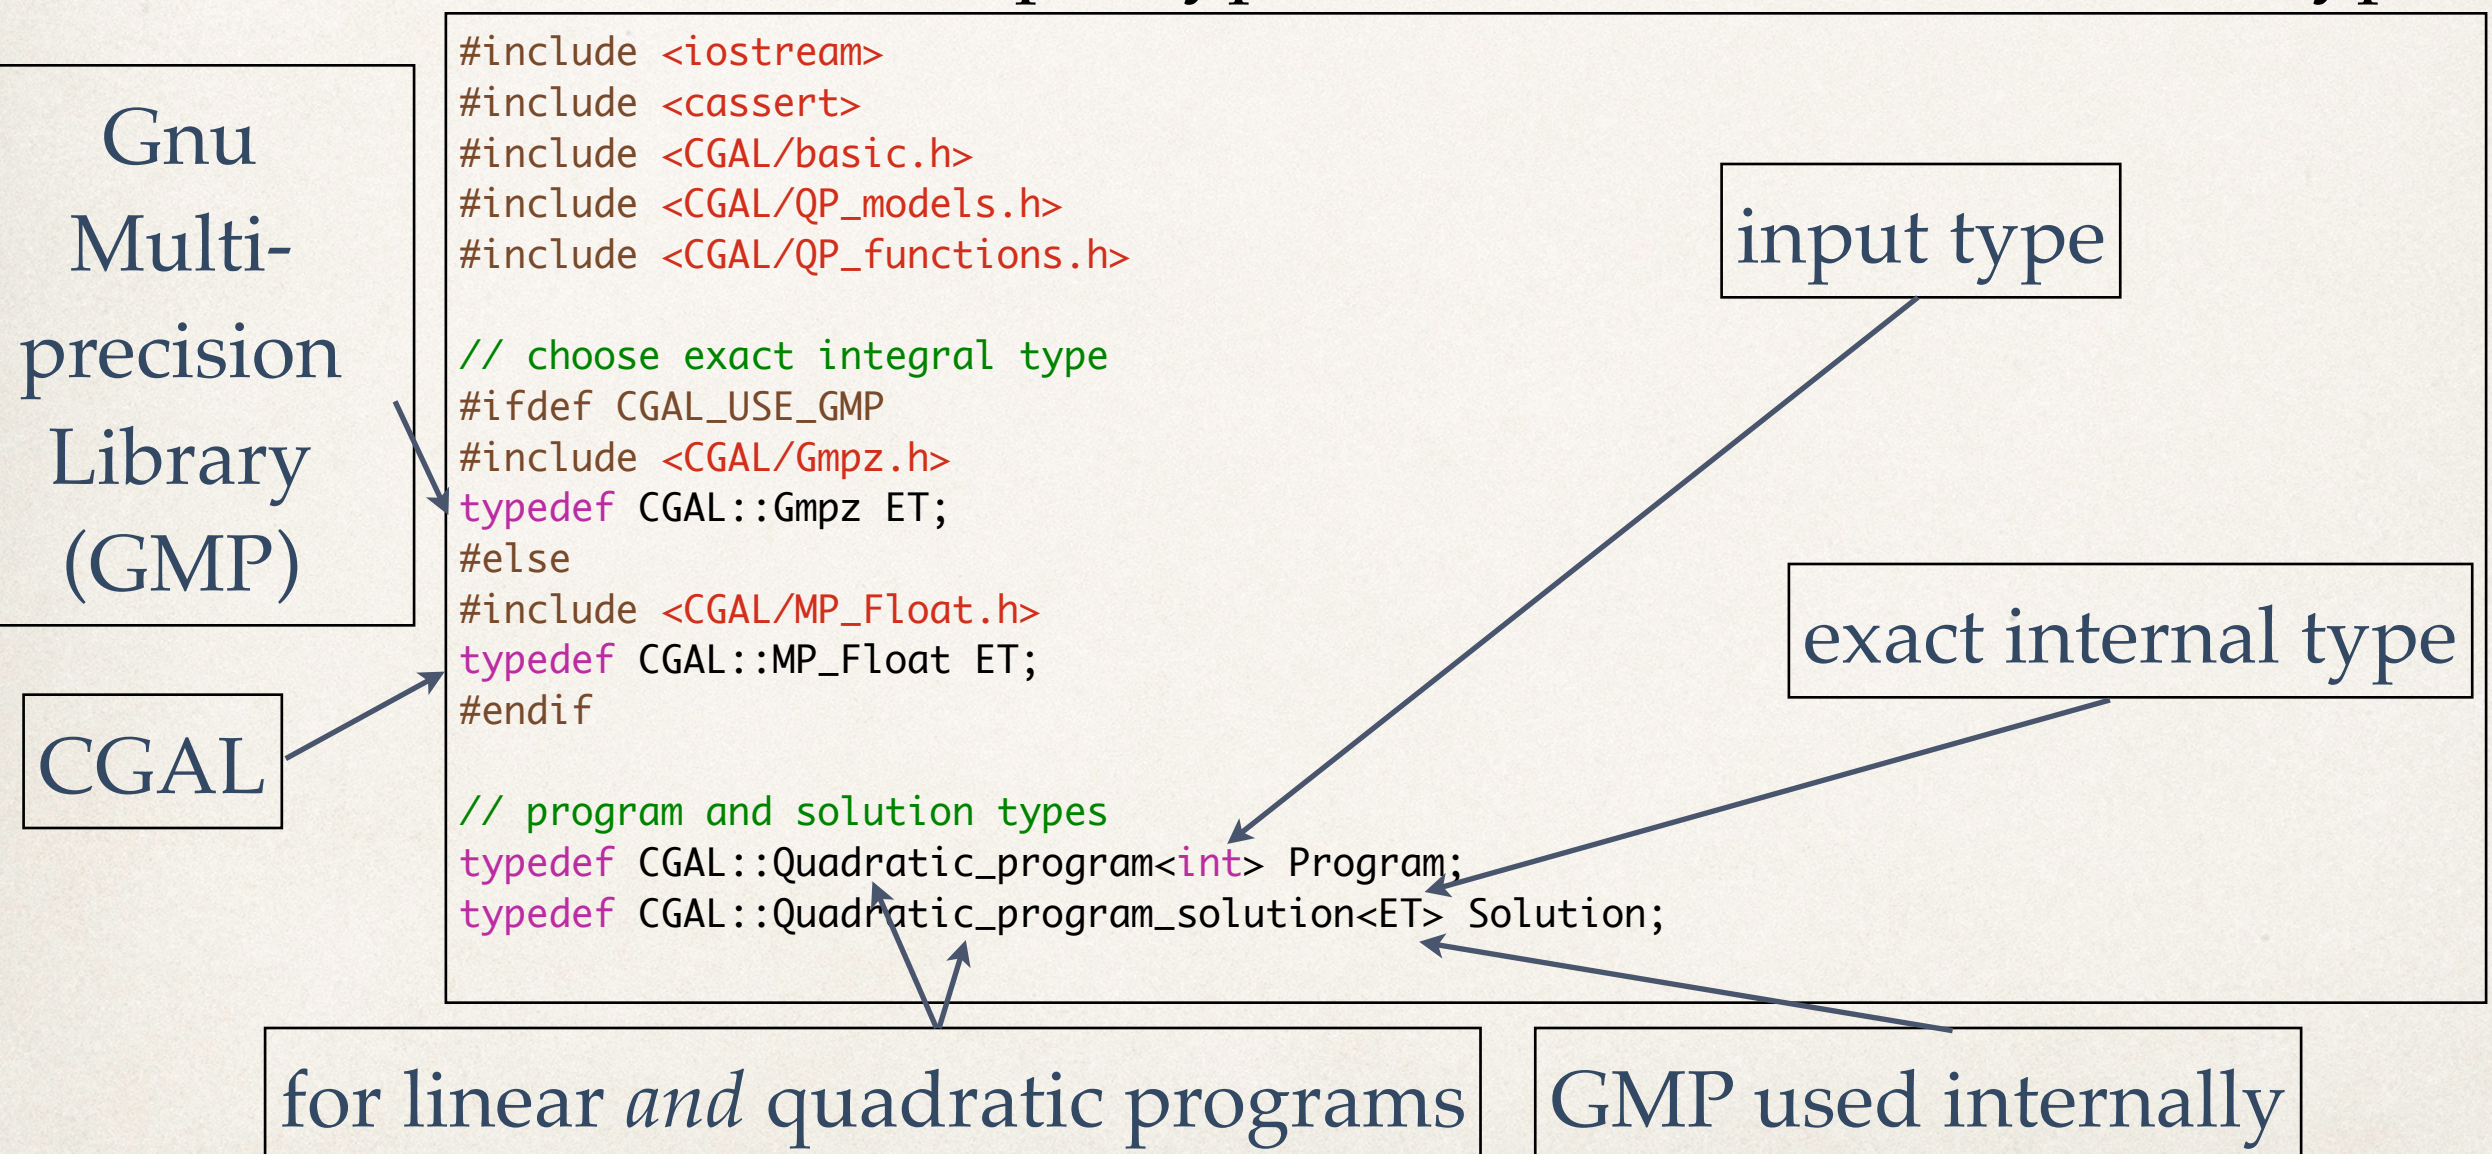 Gnu
Multi-
precision
Library
(GMP)
CGAL
#include <iostream>
#include <cassert>
#include <CGAL/basic.h>
#include <CGAL/QP_models.h>
#include <CGAL/QP_functions.h>
// choose exact integral type
#ifdef CGAL_USE_GMP
#include <CGAL/Gmpz.h>
typedef CGAL::Gmpz ET;
#else
#include <CGAL/MP_Float.h>
typedef CGAL::MP_Float ET;
#endif
// program and solution types
typedef CGAL::Quadratic_program<int> Program;
typedef CGAL::Quadratic_program_solution<ET> Solution;
input type
exact internal type
for linear and quadratic programs
GMP used internally